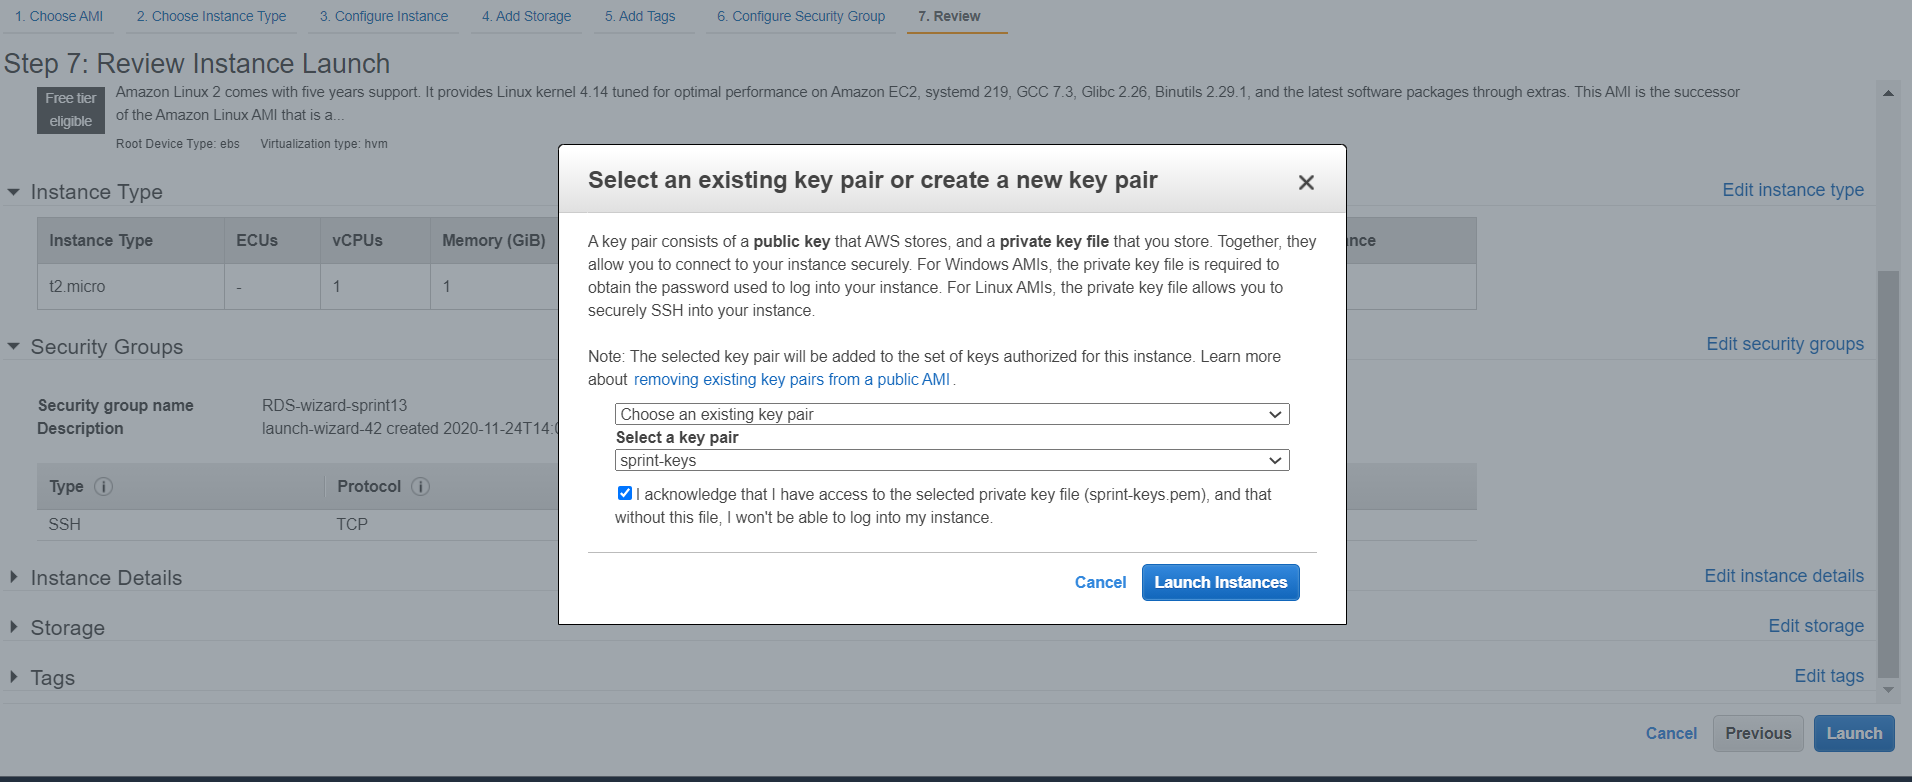 1. Choose AMI 2. Choose Instance Type 3. Configure Instance 4. Add Storage 5. Add Tags 6. Configure Security Group 7. Review
Step 7: Review Instance Launch
Free tier
eligible
Amazon Linux 2 comes with five years support. It provides Linux kernel 4.14 tuned for optimal performance on Amazon EC2, systemd 219, GCC 7.3, Glibc 2.26, Binutils 2.29.1, and the latest software packages through extras. This AMI is the successor
of the Amazon Linux AMI that is a...
Root Device Type: ebs Virtualization type: hvm
Instance Type
Edit instance type
Instance Type ECUs vCPUs Memory (GiB)
t2.micro - 1 1
Security Groups
Edit security groups
Security group name RDS-wizard-sprint13
Description launch-wizard-42 created 2020-11-24T14:
Type Protocol
SSH TCP
Instance Details
Edit instance details
Storage
Edit storage
Tags
Edit tags
Cancel Previous Launch
Select an existing key pair or create a new key pair
A key pair consists of a public key that AWS stores, and a private key file that you store. Together, they
allow you to connect to your instance securely. For Windows AMIs, the private key file is required to
obtain the password used to log into your instance. For Linux AMIs, the private key file allows you to
securely SSH into your instance.
Note: The selected key pair will be added to the set of keys authorized for this instance. Learn more
about removing existing key pairs from a public AMI .
Choose an existing key pair
Select a key pair
sprint-keys
I acknowledge that I have access to the selected private key file (sprint-keys.pem), and that
without this file, I won't be able to log into my instance.
Cancel Launch Instances